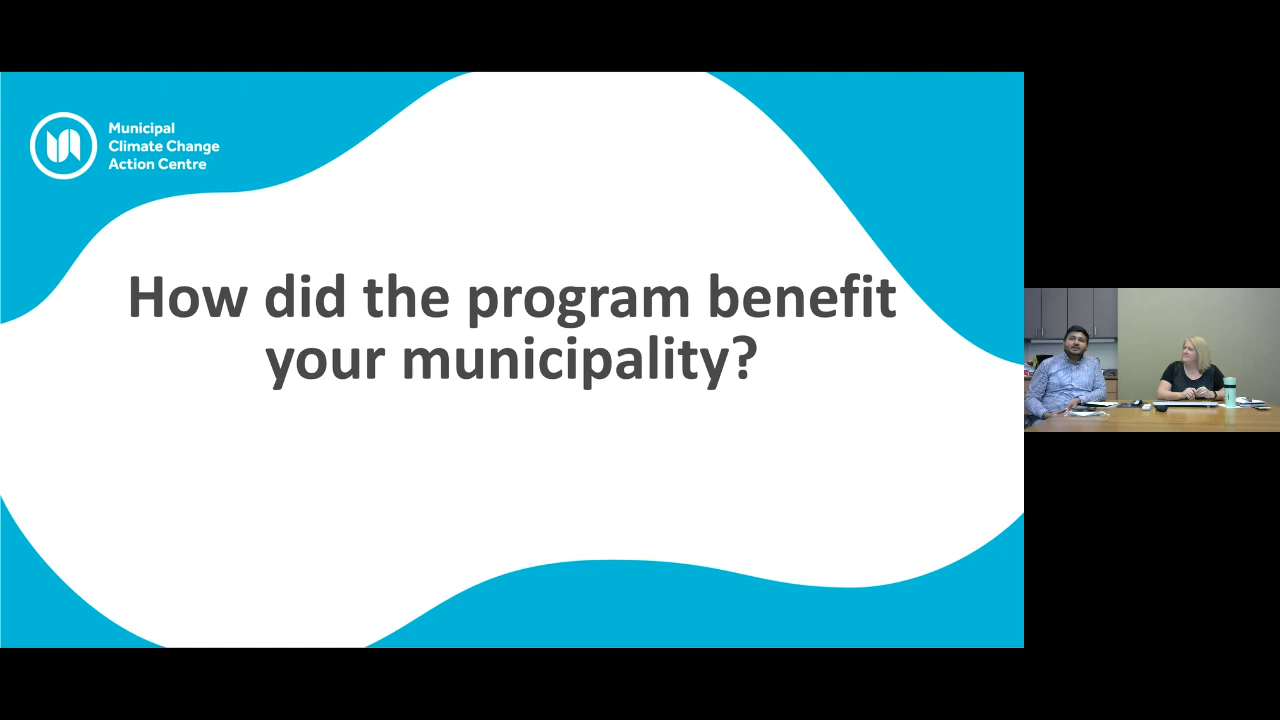 Municipal
Climate Change
Action Centre
How did the program benefit
your municipality?